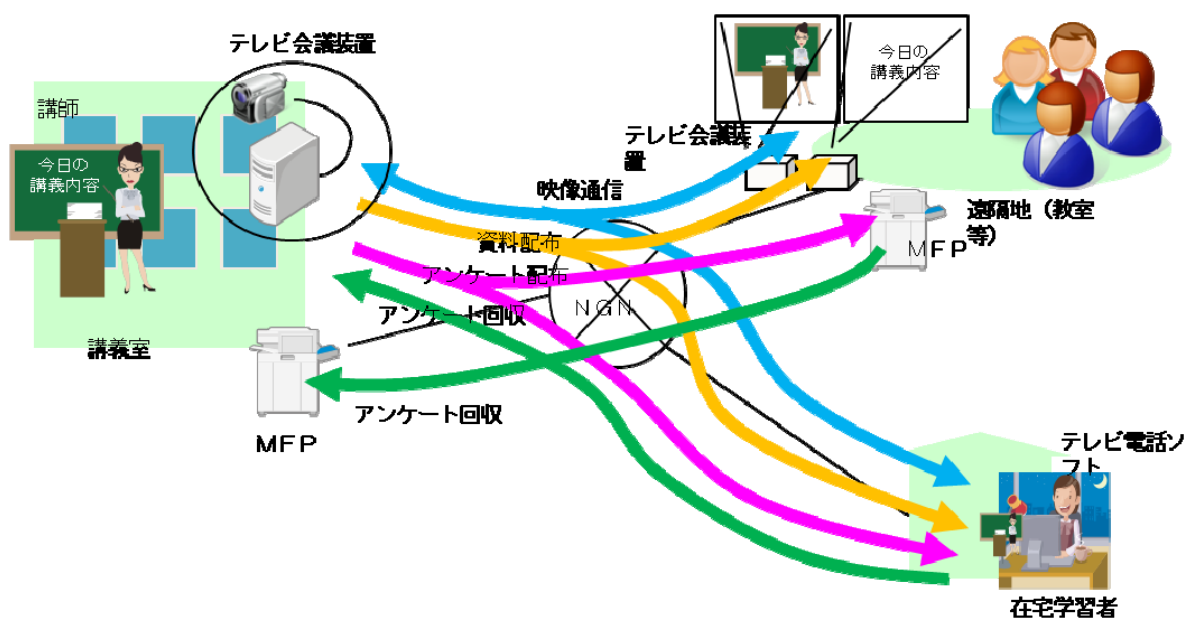 テレビ会議装置
講師
今日の
講義内容
講義室
MFP
テレビ会議装
置
今日の
講義内容
遠隔地（教室
等）
MFP
映像通信
資料配布
アンケート配布
アンケート回収
NGN
アンケート回収
テレビ電話ソ
フト
在宅学習者